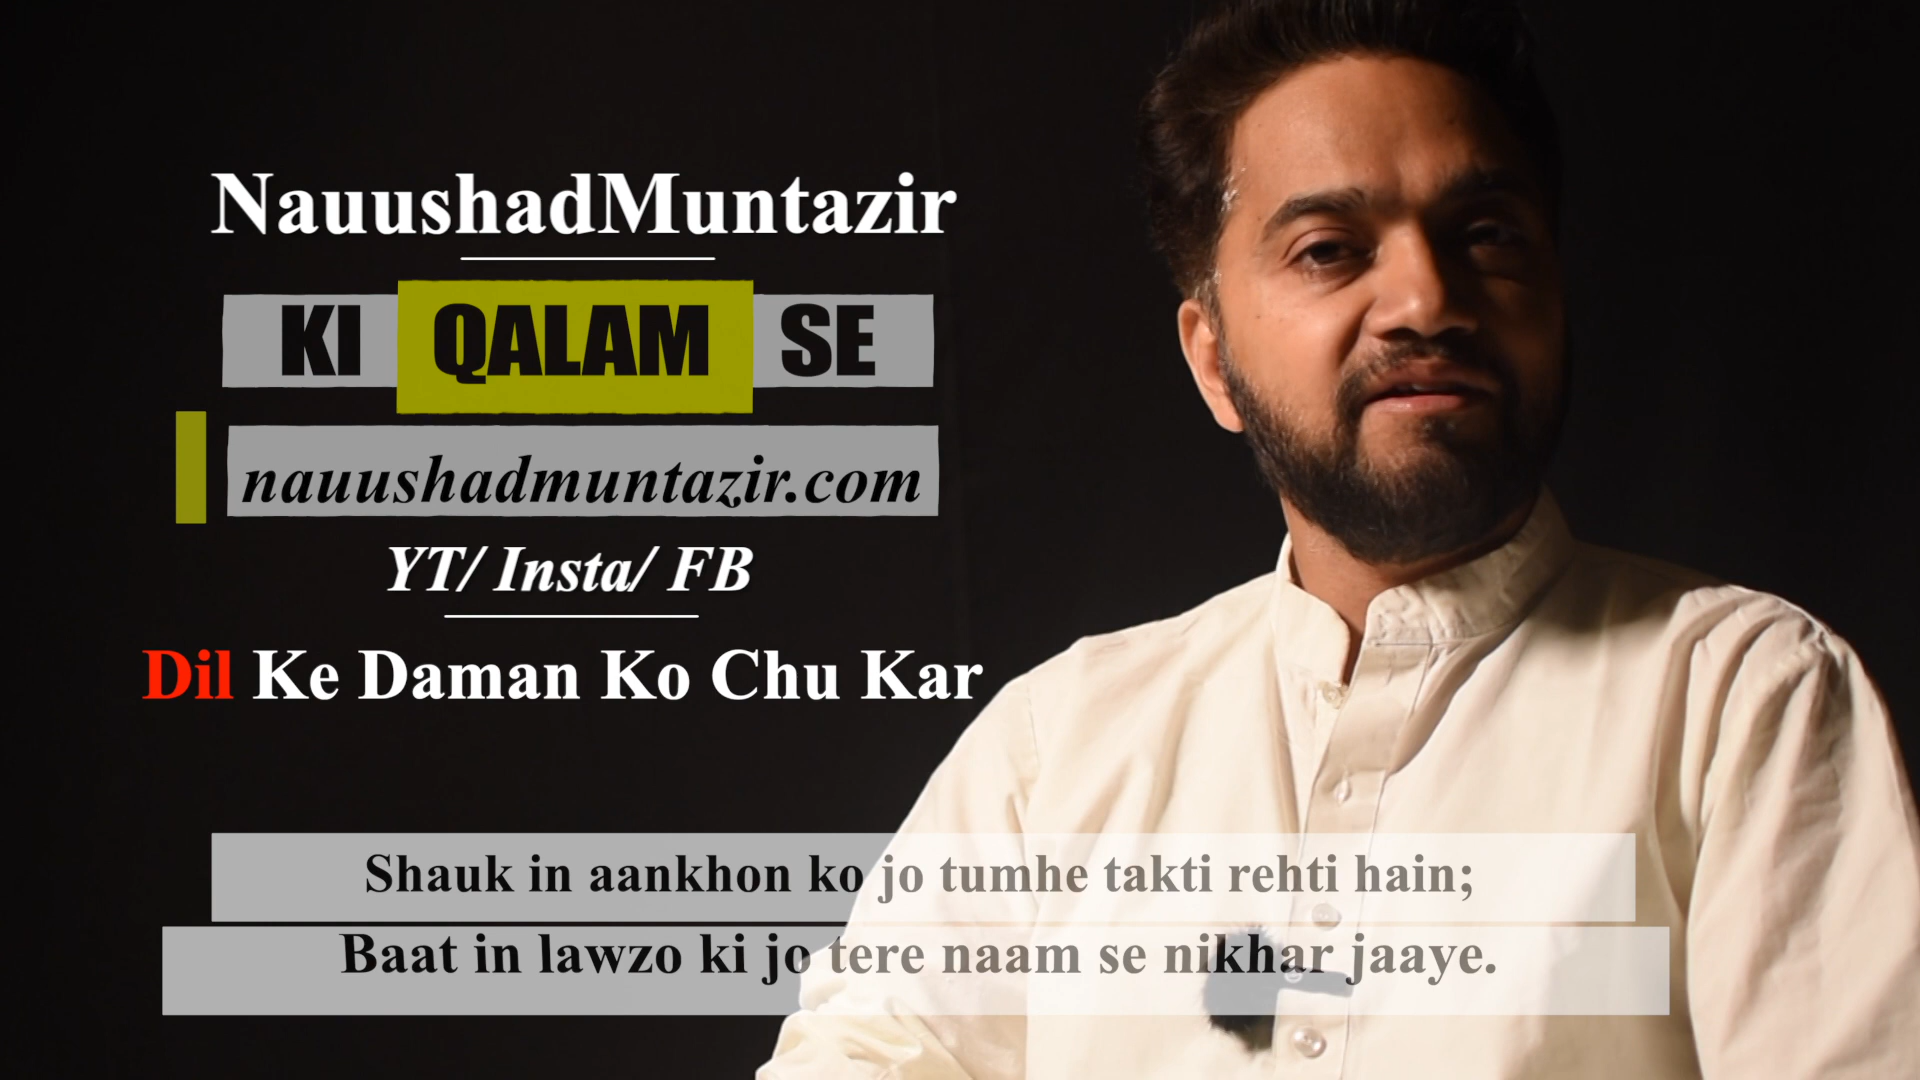 NauushadMuntazir
KI QALAM SE
nauushadmuntazir.com
YT/ Insta/ FB
Dil Ke Daman Ko Chu Kar
Shauk in aankhon ko jo tumhe takti rehti hain;
Baat in lawzo ki jo tere naam se nikhar jaaye.